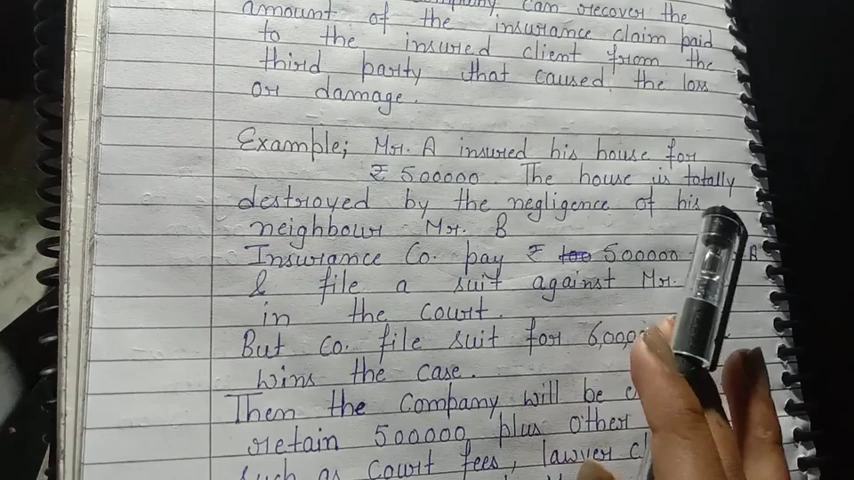 can recover the
amount of the insurance claim paid
to the insured client from the
third party that caused the loss
or damage.
Example; Mr. A insured his house for
₹ 500000. The house is totally
destroyed by the negligence of his
neighbour Mr. B
Insurance Co. pay ₹ 500000
& file a suit against Mr. B
in the court.
But Co. file suit for
wins the case.
Then the Company will be
retain 500000 plus other
such as Court fees, lawyer